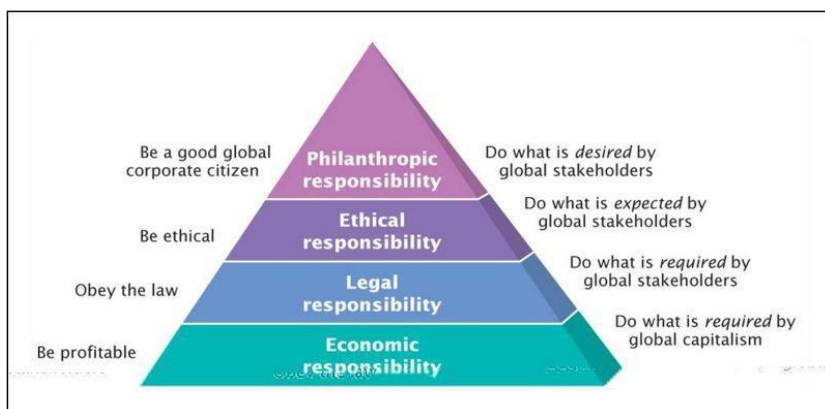 Be a good global
corporate citizen
Philanthropic
responsibility
Do what is desired by
global stakeholders
Be ethical
Ethical
responsibility
Do what is expected by
global stakeholders
Obey the law
Legal
responsibility
Do what is required by
global stakeholders
Be profitable
Economic
responsibility
Do what is required by
global capitalism